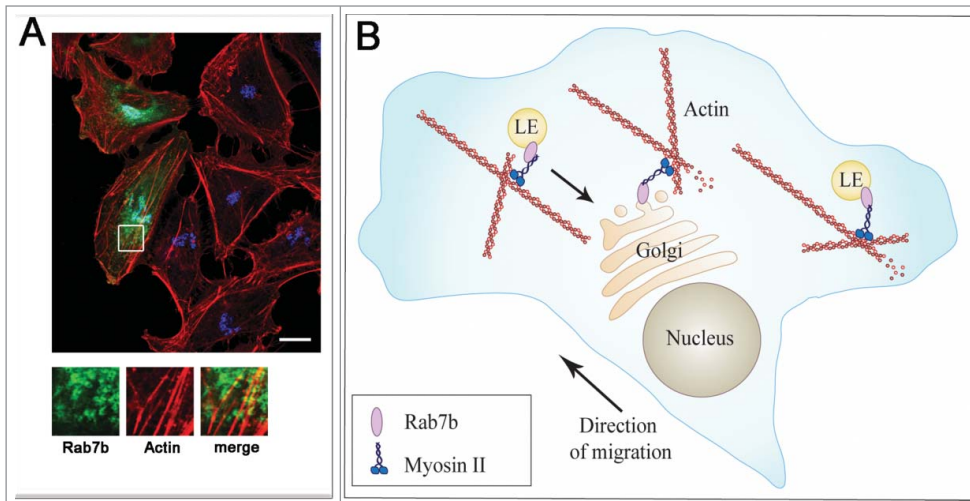 A
Rab7b
Actin
merge
B
LE
Actin
LE
Golgi
Nucleus
Direction
of migration
Rab7b
Myosin II